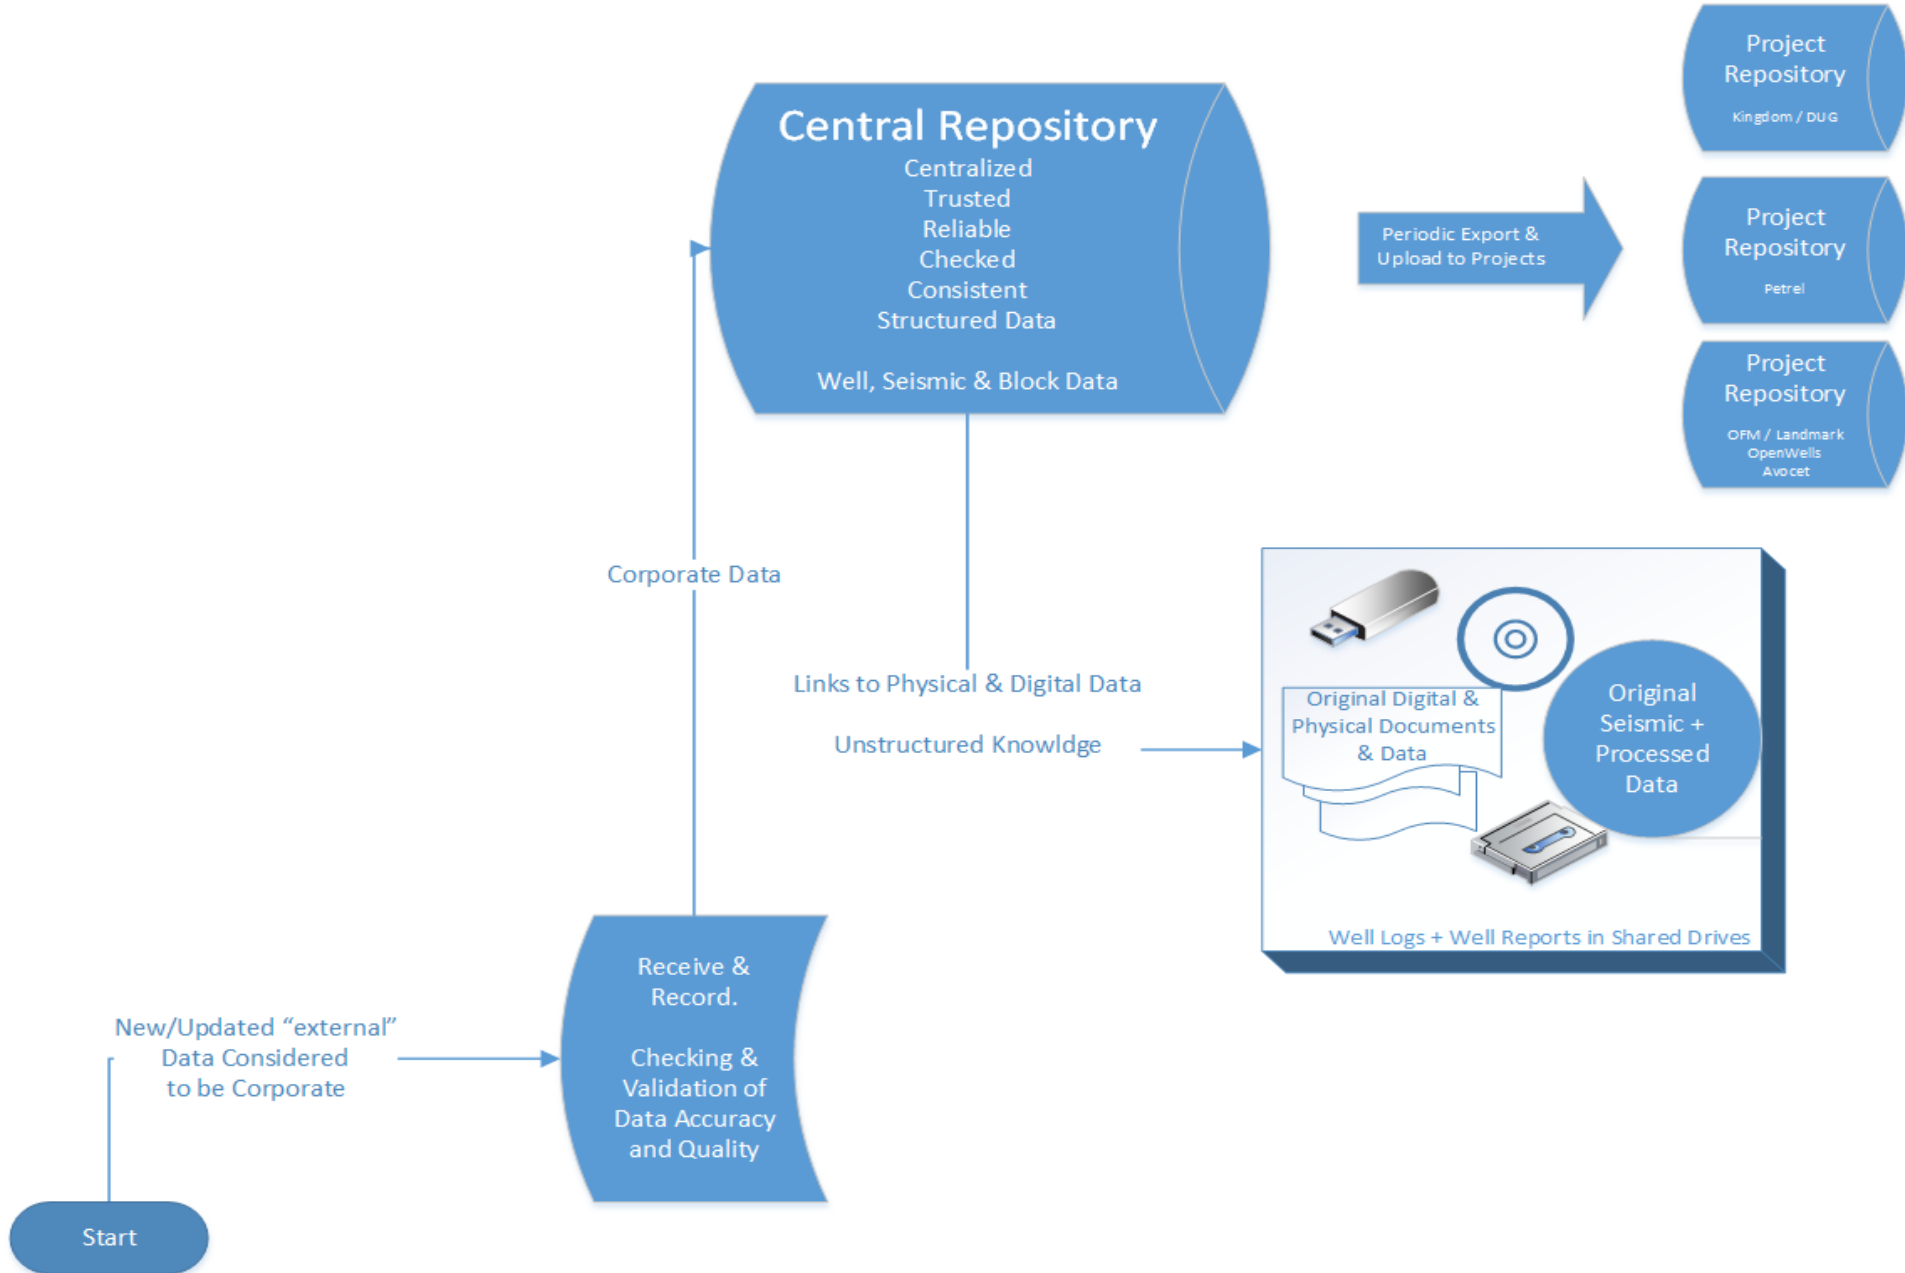 Project
Repository
Kingdom / DUG
Central Repository
Centralized
Trusted
Reliable
Checked
Consistent
Structured Data
Well, Seismic & Block Data
Periodic Export &
Upload to Projects
Project
Repository
Petrel
Project
Repository
OFM / Landmark
OpenWells
Avocet
Corporate Data
Links to Physical & Digital Data
Unstructured Knowldge
Original Digital &
Physical Documents
& Data
Original
Seismic +
Processed
Data
Well Logs + Well Reports in Shared Drives
Receive &
Record.
Checking &
Validation of
Data Accuracy
and Quality
New/Updated “external”
Data Considered
to be Corporate
Start